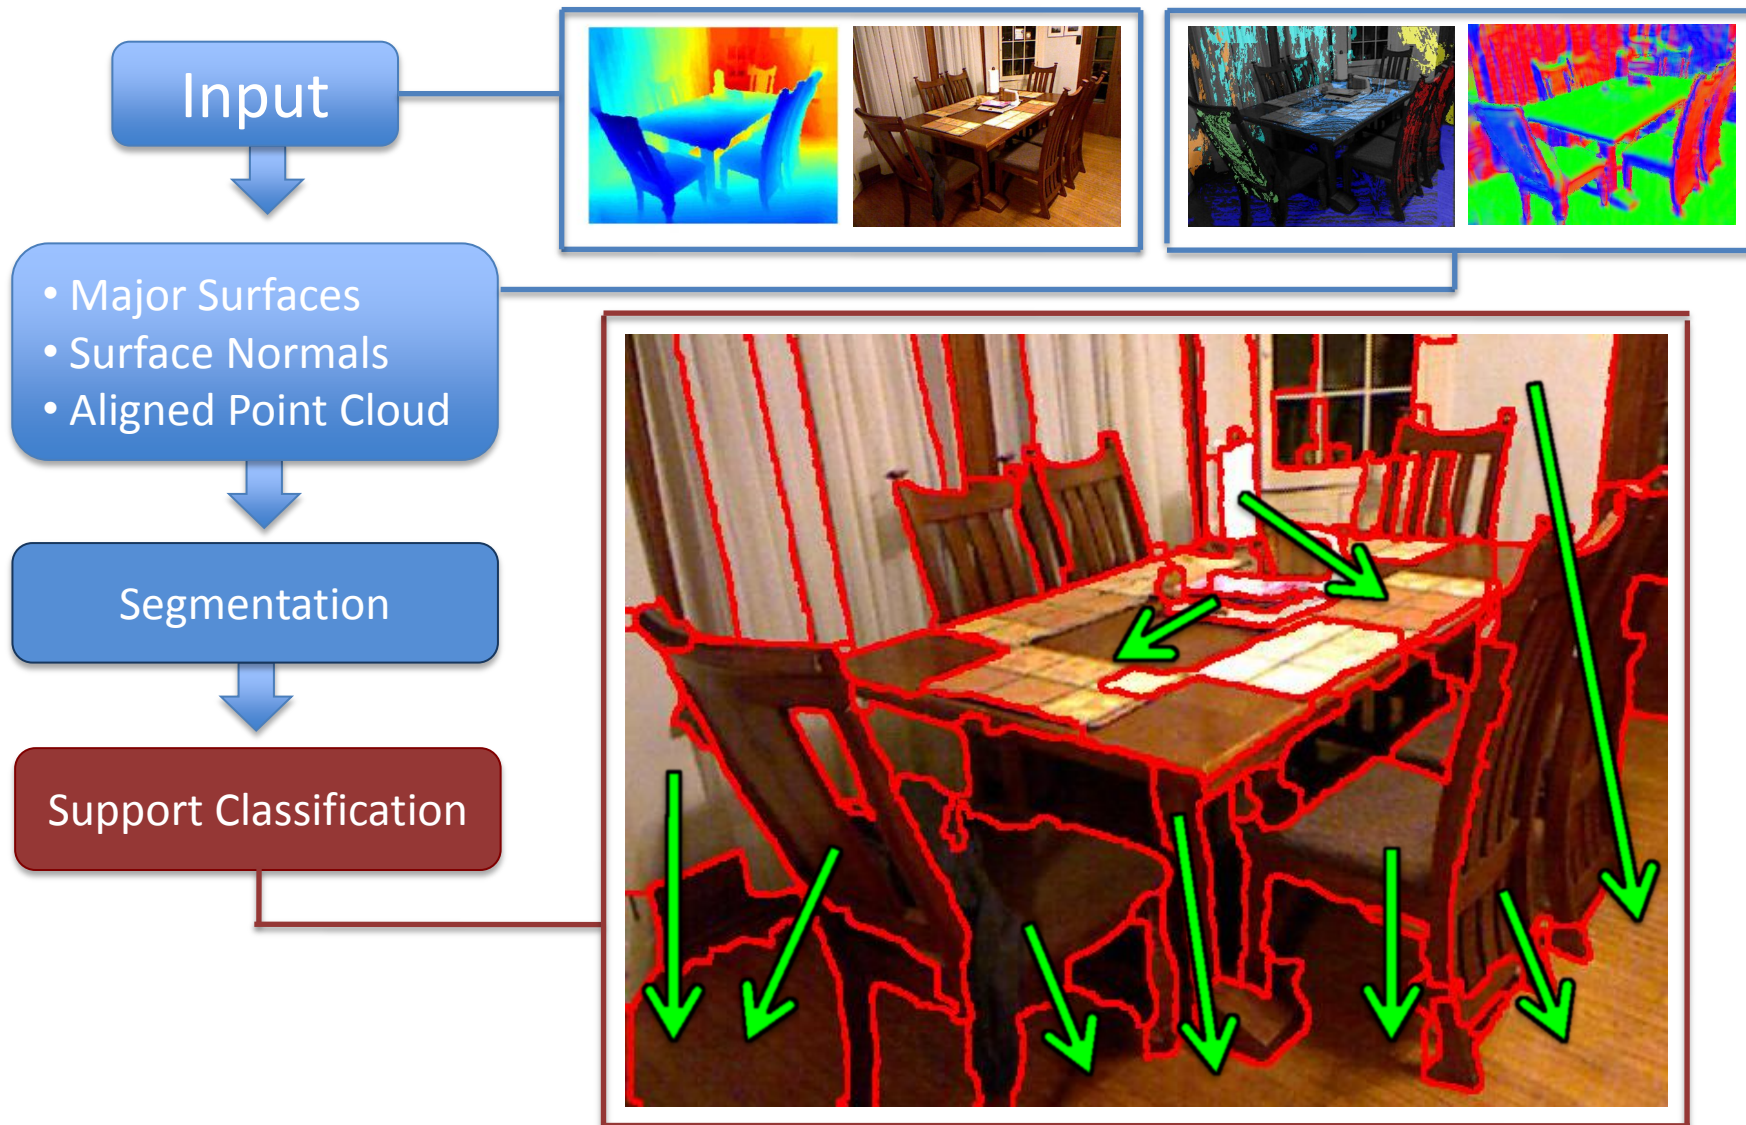 Input
• Major Surfaces
• Surface Normals
• Aligned Point Cloud
Segmentation
Support Classification